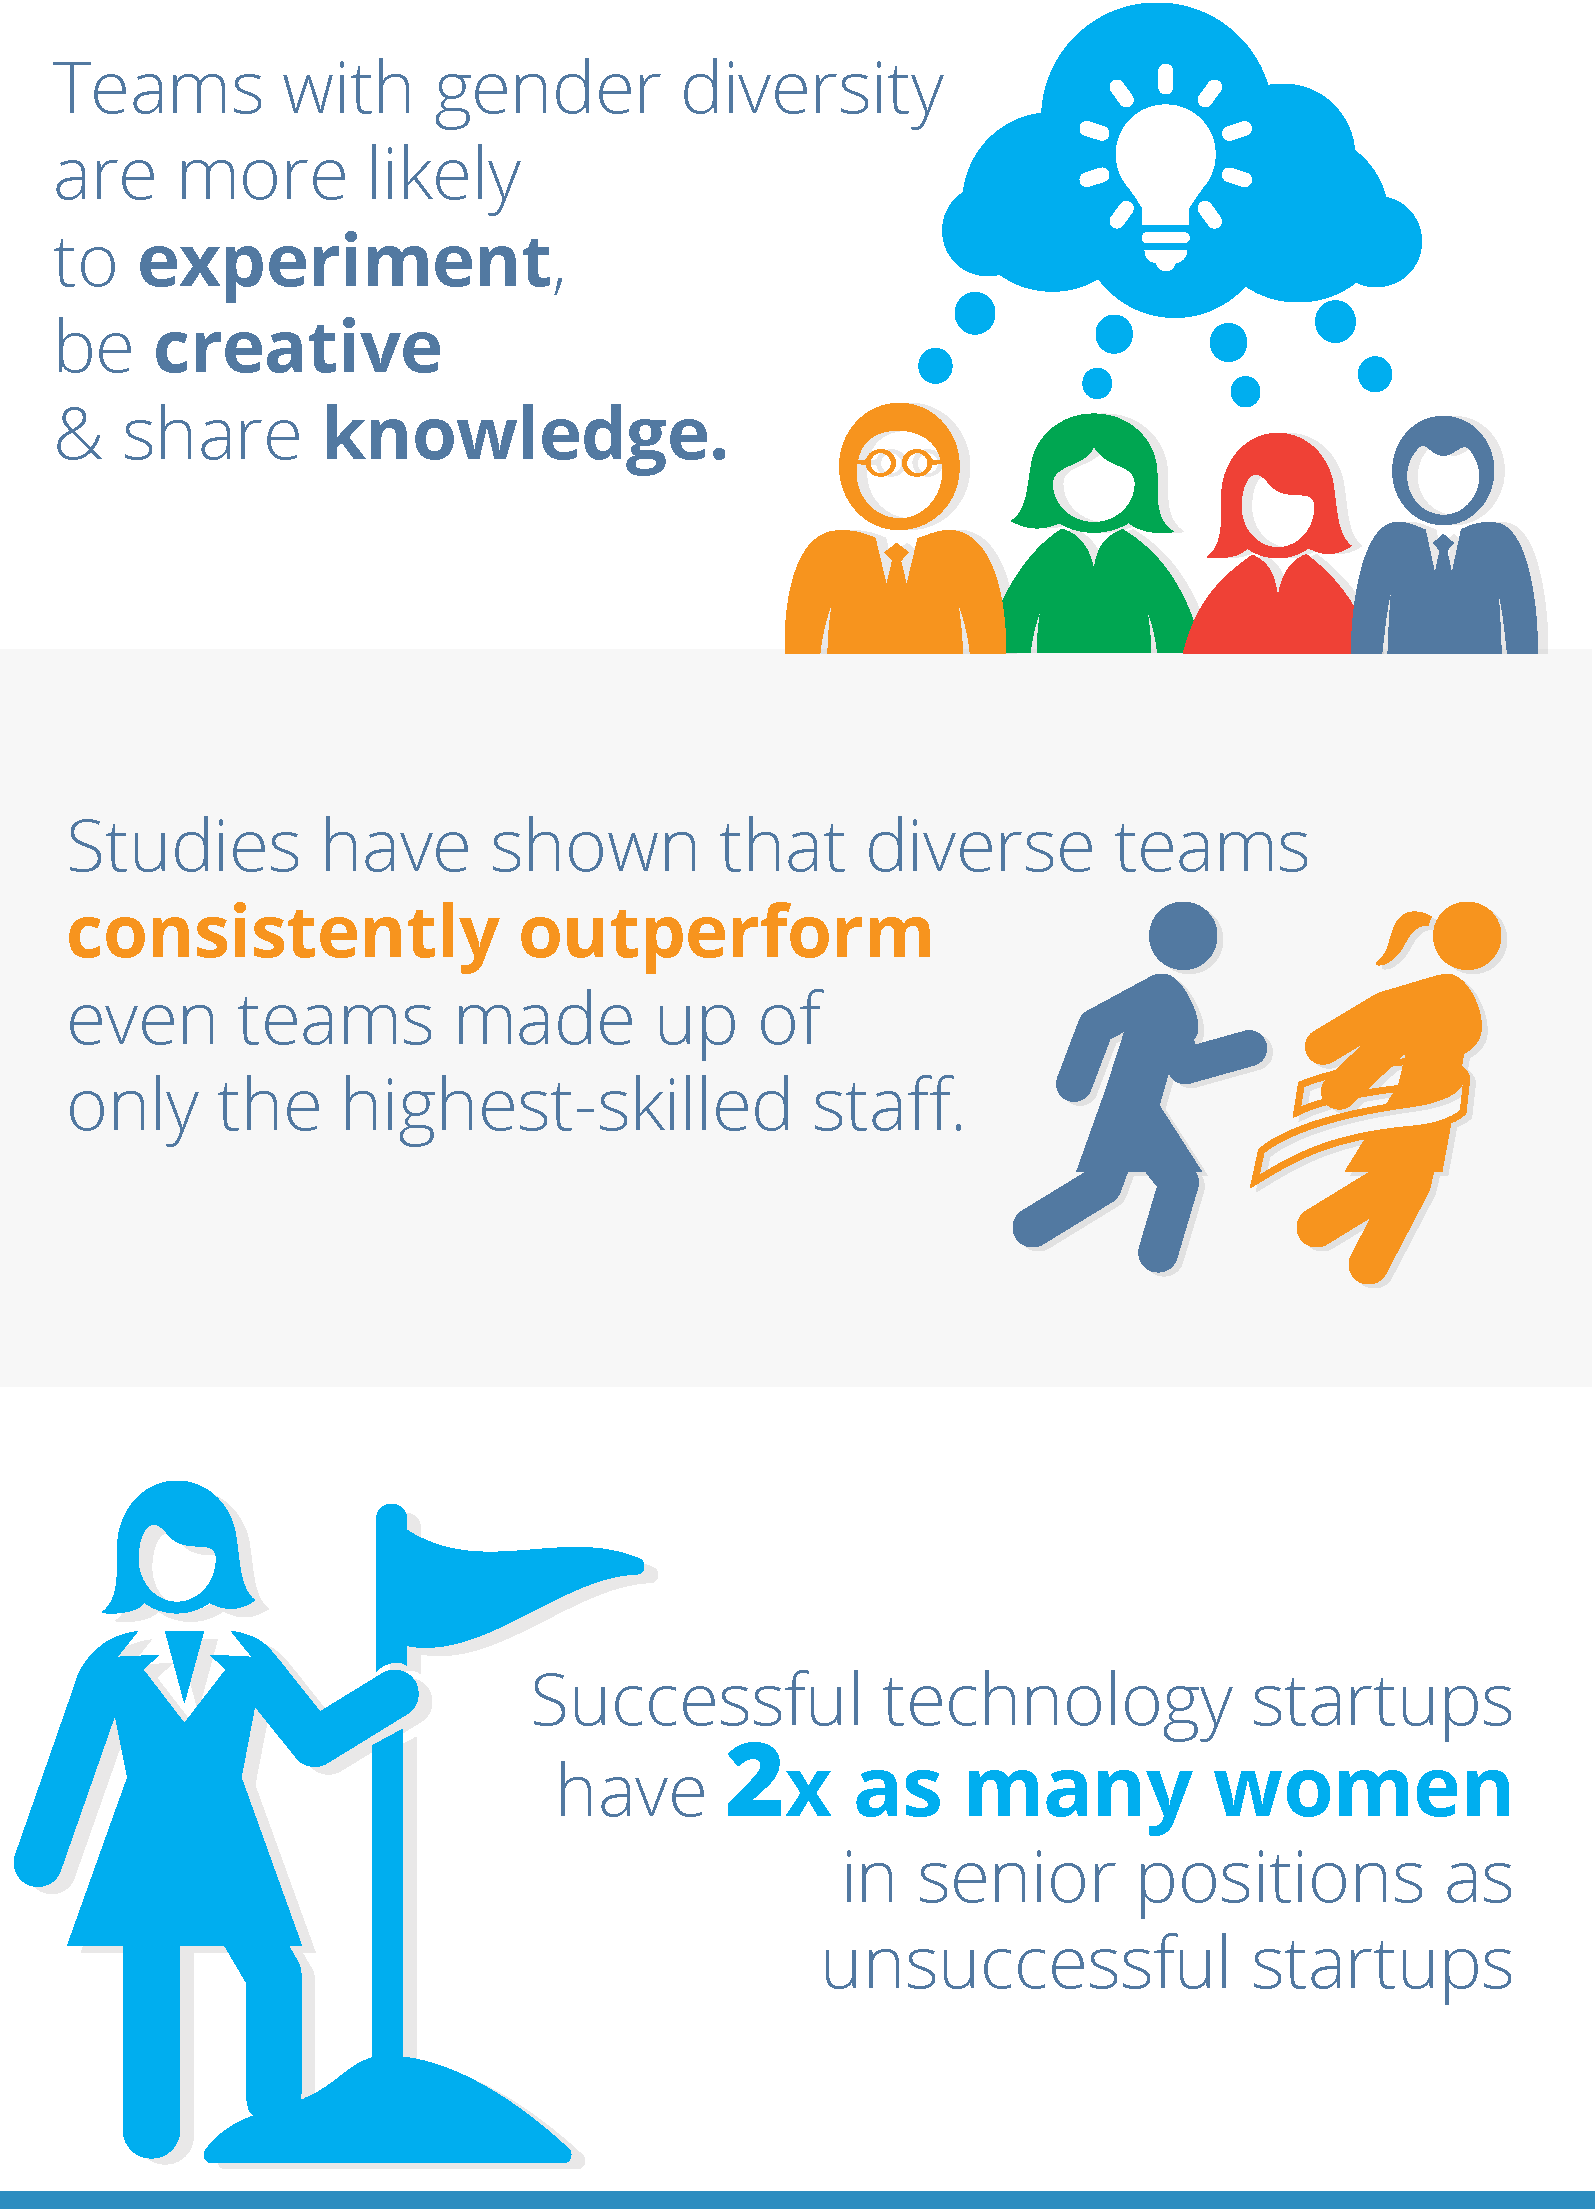 Teams with gender diversity
are more likely
to experiment,
be creative
& share knowledge.
Studies have shown that diverse teams
consistently outperform
even teams made up of
only the highest-skilled staff.
Successful technology startups
have 2x as many women
in senior positions as
unsuccessful startups